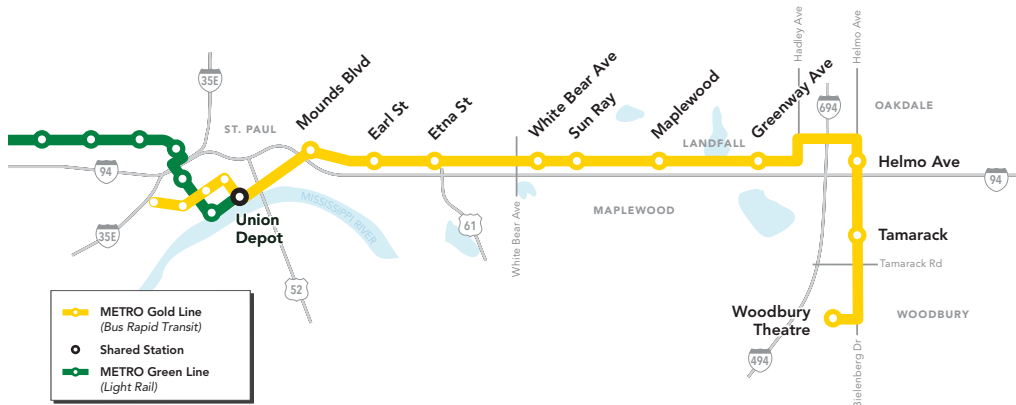 Hadley Ave
Helmo Ave
35E
694
OAKDALE
ST. PAUL
Mounds Blvd
Earl St
Etna St
White Bear Ave
Sun Ray
Maplewood
Greenway Ave
LANDFALL
Helmo Ave
94
94
MISSISSIPPI RIVER
Union
Depot
35E
61
White Bear Ave
MAPLEWOOD
Tamarack
Tamarack Rd
52
Woodbury
Theatre
WOODBURY
494
Bielenberg Dr
METRO Gold Line
(Bus Rapid Transit)
Shared Station
METRO Green Line
(Light Rail)